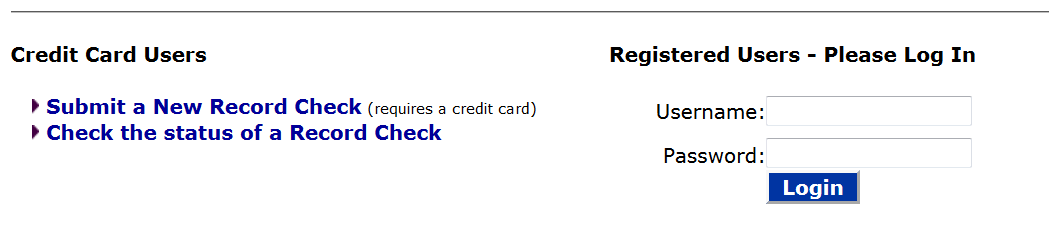 Credit Card Users
Submit a New Record Check (requires a credit card)
Check the status of a Record Check
Registered Users - Please Log In
Username:
Password:
Login